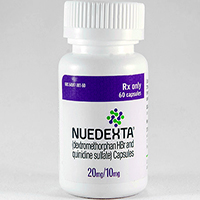 Rx only
60 capsules
NUEDEXTA®
(dextromethorphan HBr and
quinidine sulfate) Capsules
20mg/10mg